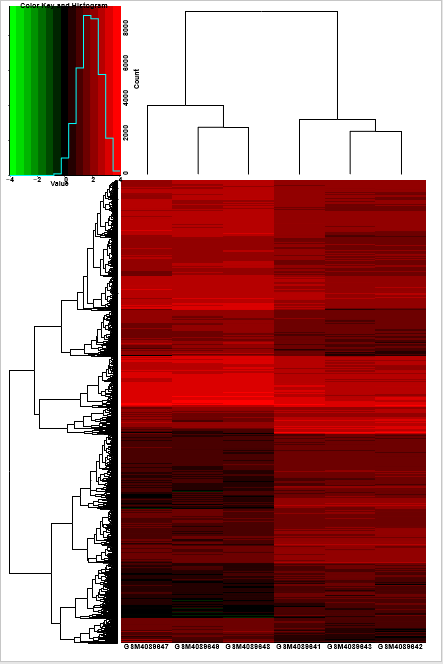 Color Key and Histogram
0 2000 4000 6000 8000
Count
−4 −2 0 2
Value
GSM4089647 GSM4089649 GSM4089648 GSM4089641 GSM4089643 GSM4089642